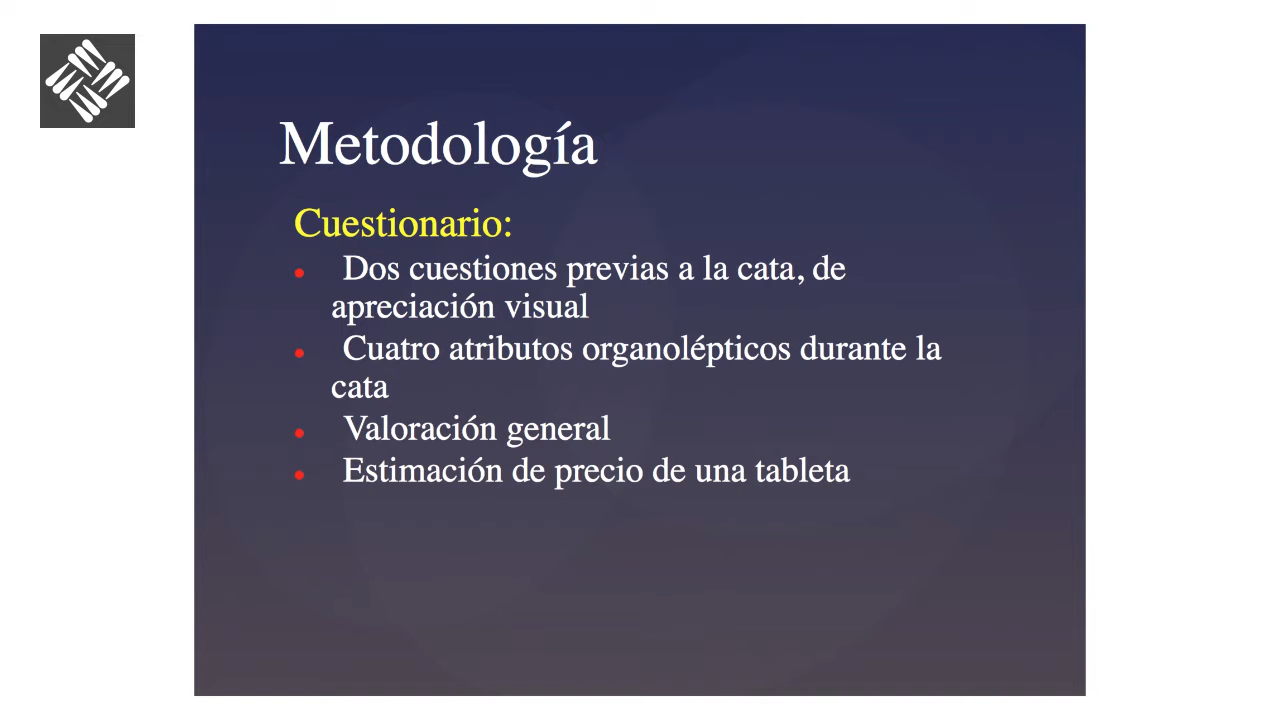 Metodología
Cuestionario:
• Dos cuestiones previas a la cata, de
apreciación visual
• Cuatro atributos organolépticos durante la
cata
• Valoración general
• Estimación de precio de una tableta